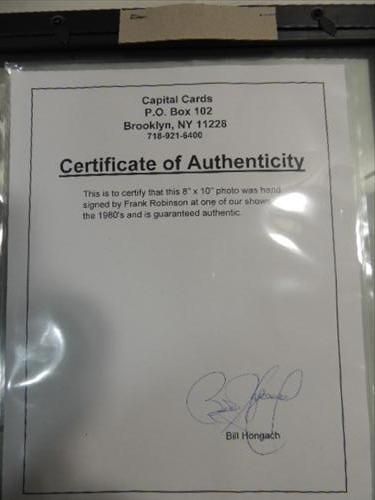 Capital Cards
P.O. Box 102
Brooklyn, NY 11228
718-921-6400
Certificate of Authenticity
This is to certify that this 8" x 10" photo was hand
signed by Frank Robinson at one of our shows
the 1980's and is guaranteed authentic.
Bill Hongach